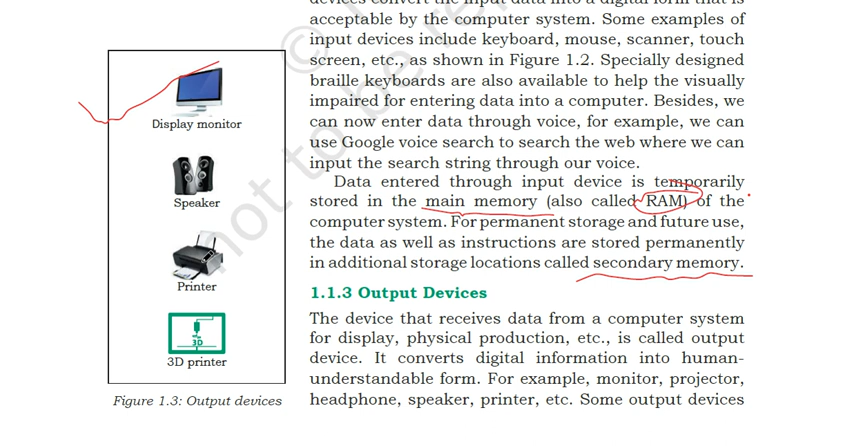 devices convert the input data into a digital form that is
acceptable by the computer system. Some examples of
input devices include keyboard, mouse, scanner, touch
screen, etc., as shown in Figure 1.2. Specially designed
braille keyboards are also available to help the visually
impaired for entering data into a computer. Besides, we
can now enter data through voice, for example, we can
use Google voice search to search the web where we can
input the search string through our voice.
Data entered through input device is temporarily
stored in the main memory (also called RAM) of the
computer system. For permanent storage and future use,
the data as well as instructions are stored permanently
in additional storage locations called secondary memory.
1.1.3 Output Devices
The device that receives data from a computer system
for display, physical production, etc., is called output
device. It converts digital information into human-
understandable form. For example, monitor, projector,
headphone, speaker, printer, etc. Some output devices
Display monitor
Speaker
Printer
3D
3D printer
Figure 1.3: Output devices
© 
not to be re